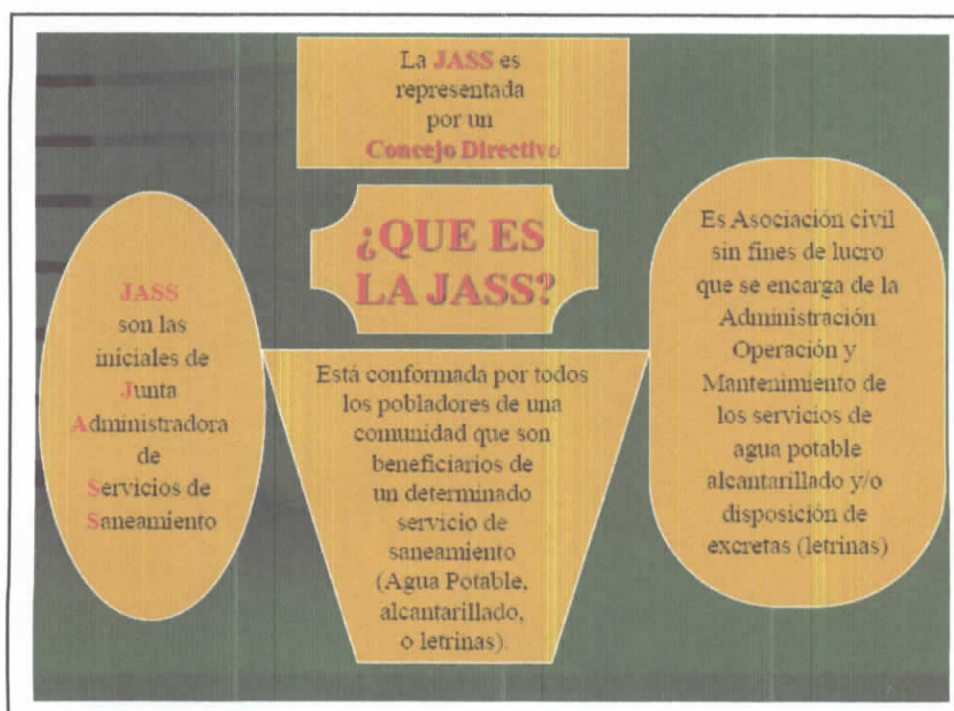 La JASS es
representada
por un
Concejo Directivo
¿QUE ES
LA JASS?
JASS
son las
iniciales de
Junta
Administradora
de
Servicios de
Saneamiento
Está conformada por todos
los pobladores de una
comunidad que son
beneficiarios de
un determinado
servicio de
saneamiento
(Agua Potable,
alcantarillado,
o letrinas).
Es Asociación civil
sin fines de lucro
que se encarga de la
Administración
Operación y
Mantenimiento de
los servicios de
agua potable
alcantarillado y/o
disposición de
excretas (letrinas)